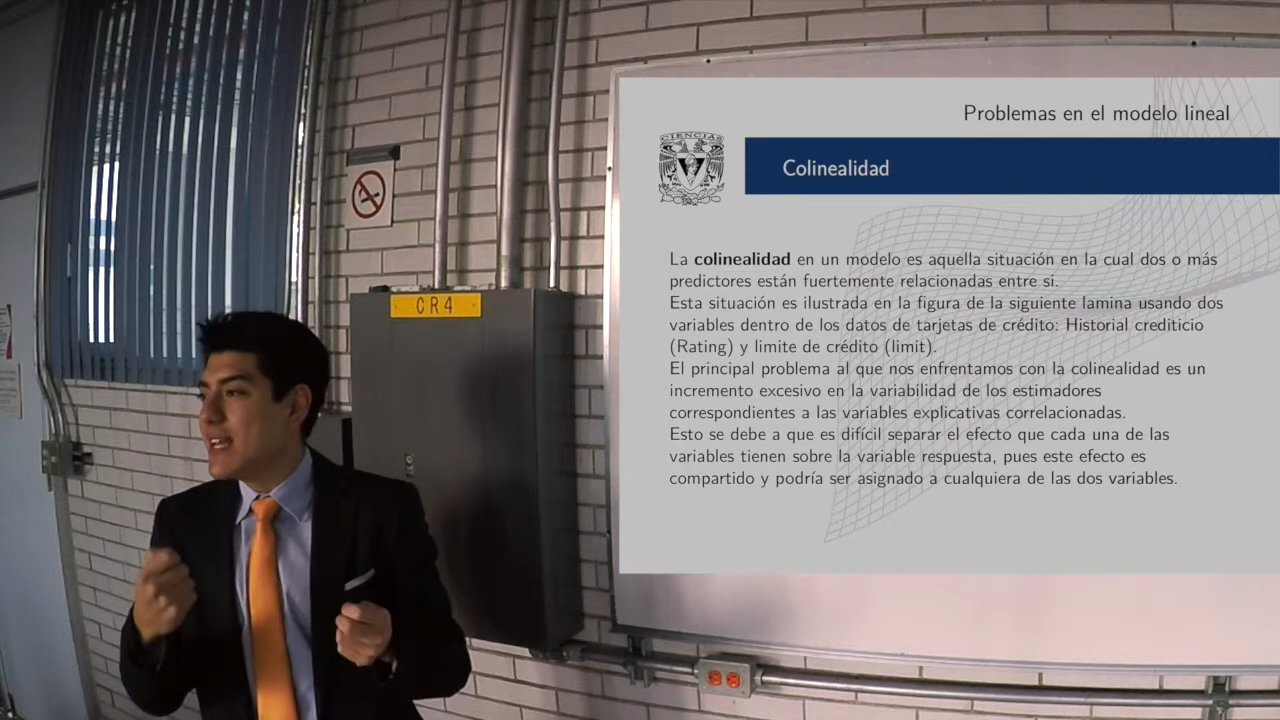 Problemas en el modelo lineal
CIENCIAS
Colinealidad
La colinealidad en un modelo es aquella situación en la cual dos o más
predictores están fuertemente relacionadas entre sí.
Esta situación es ilustrada en la figura de la siguiente lamina usando dos
variables dentro de los datos de tarjetas de crédito: Historial crediticio
(Rating) y limite de crédito (limit).
El principal problema al que nos enfrentamos con la colinealidad es un
incremento excesivo en la variabilidad de los estimadores
correspondientes a las variables explicativas correlacionadas.
Esto se debe a que es difícil separar el efecto que cada una de las
variables tienen sobre la variable respuesta, pues este efecto es
compartido y podría ser asignado a cualquiera de las dos variables.
CR4